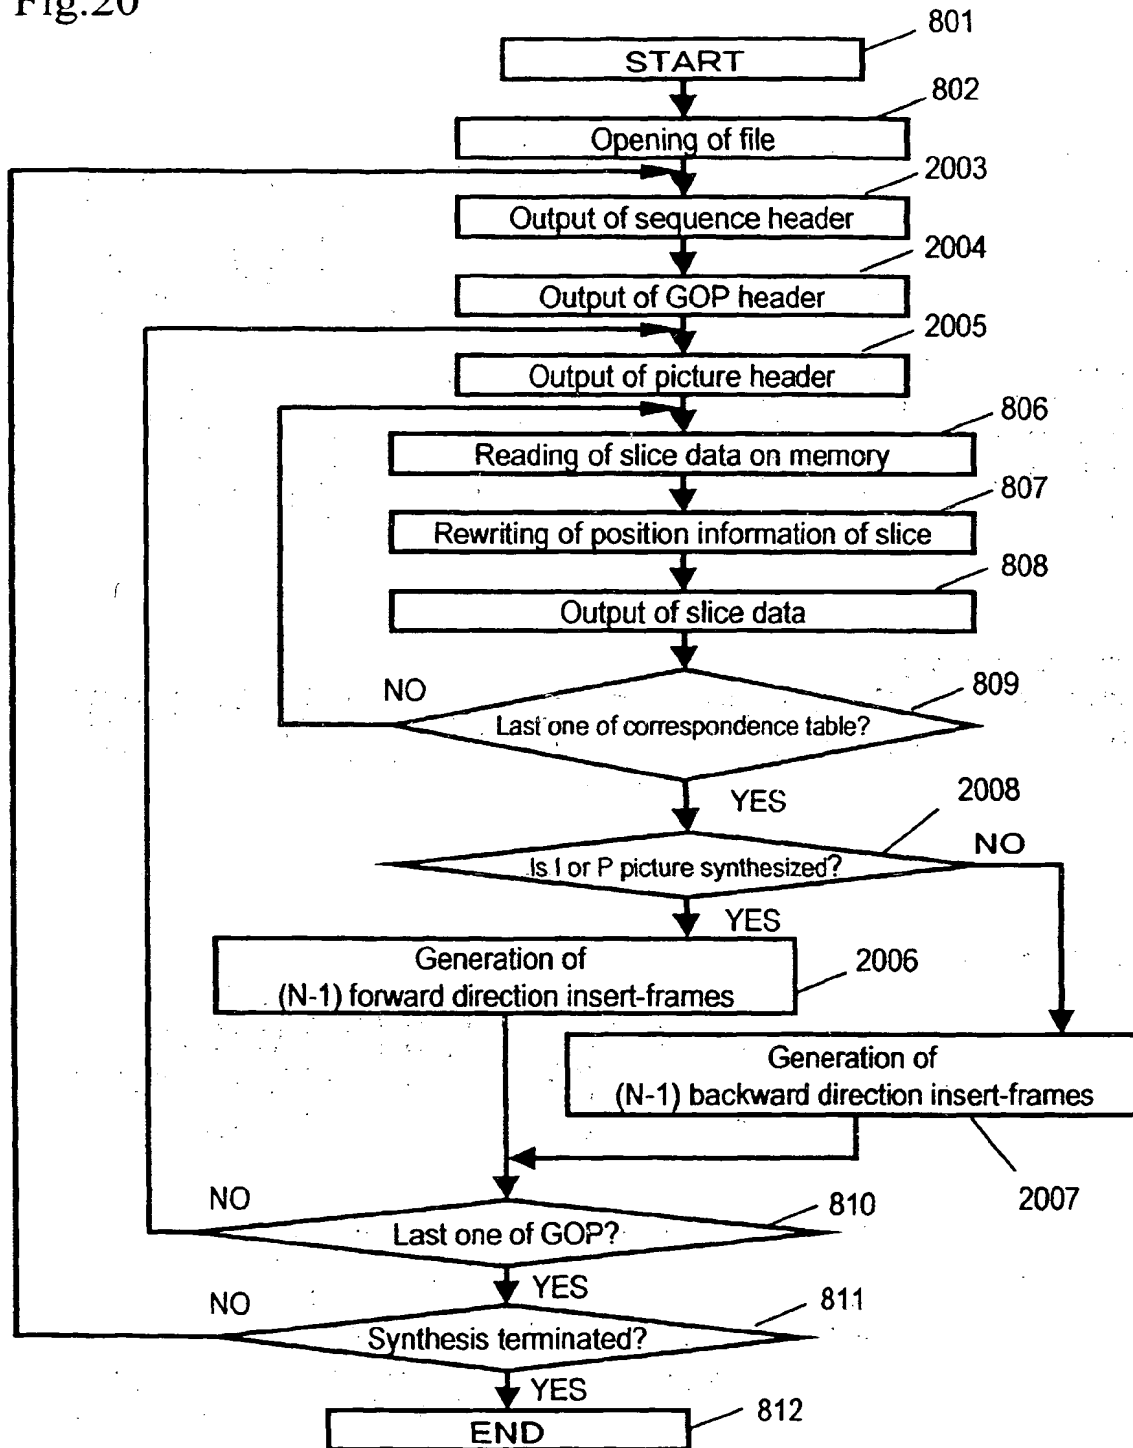 Fig.20
801
START
802
Opening of file
2003
Output of sequence header
2004
Output of GOP header
2005
Output of picture header
806
Reading of slice data on memory
807
Rewriting of position information of slice
808
Output of slice data
NO
809
Last one of correspondence table?
YES
2008
NO
Is I or P picture synthesized?
YES
Generation of
(N-1) forward direction insert-frames
2006
Generation of
(N-1) backward direction insert-frames
2007
NO
810
Last one of GOP?
YES
NO
811
Synthesis terminated?
YES
END
812